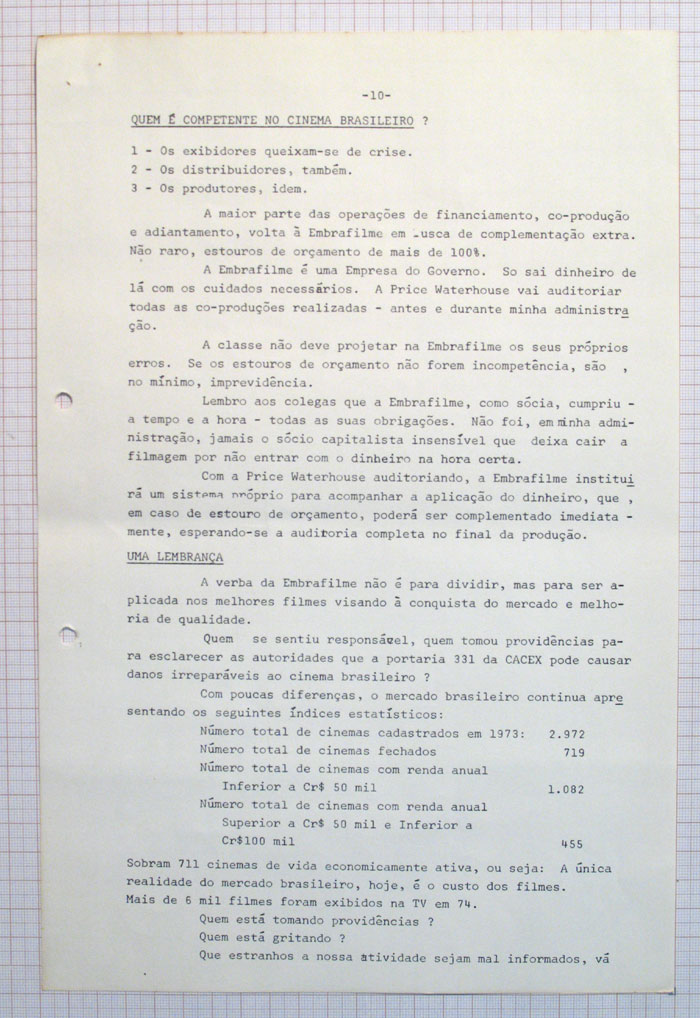 -10-
QUEM É COMPETENTE NO CINEMA BRASILEIRO ?
1 - Os exibidores queixam-se de crise.
2 - Os distribuidores, também.
3 - Os produtores, idem.
A maior parte das operações de financiamento, co-produção
e adiantamento, volta à Embrafilme em usca de complementação extra.
Não raro, estouros de orçamento de mais de 100%.
A Embrafilme é uma Empresa do Governo. So sai dinheiro de
lá com os cuidados necessários. A Price Waterhouse vai auditoriar
todas as co-produções realizadas - antes e durante minha administra
ção.
A classe não deve projetar na Embrafilme os seus próprios
erros. Se os estouros de orçamento não forem incompetência, são ,
no mínimo, imprevidência.
Lembro aos colegas que a Embrafilme, como sócia, cumpriu -
a tempo e a hora - todas as suas obrigações. Não foi, em minha admi-
nistração, jamais o sócio capitalista insensível que deixa cair a
filmagem por não entrar com o dinheiro na hora certa.
Com a Price Waterhouse auditoriando, a Embrafilme institui
rá um sistema próprio para acompanhar a aplicação do dinheiro, que ,
em caso de estouro de orçamento, poderá ser complementado imediata -
mente, esperando-se a auditoria completa no final da produção.
UMA LEMBRANÇA
A verba da Embrafilme não é para dividir, mas para ser a-
plicada nos melhores filmes visando à conquista do mercado e melho-
ria de qualidade.
Quem se sentiu responsável, quem tomou providências pa-
ra esclarecer as autoridades que a portaria 331 da CACEX pode causar
danos irreparáveis ao cinema brasileiro ?
Com poucas diferenças, o mercado brasileiro continua apre
sentando os seguintes índices estatísticos:
Número total de cinemas cadastrados em 1973: 2.972
Número total de cinemas fechados 719
Número total de cinemas com renda anual
Inferior a Cr$ 50 mil 1.082
Número total de cinemas com renda anual
Superior a Cr$ 50 mil e Inferior a
Cr$100 mil 455
Sobram 711 cinemas de vida economicamente ativa, ou seja: A única
realidade do mercado brasileiro, hoje, é o custo dos filmes.
Mais de 6 mil filmes foram exibidos na TV em 74.
Quem está tomando providências ?
Quem está gritando ?
Que estranhos a nossa atividade sejam mal informados, vá